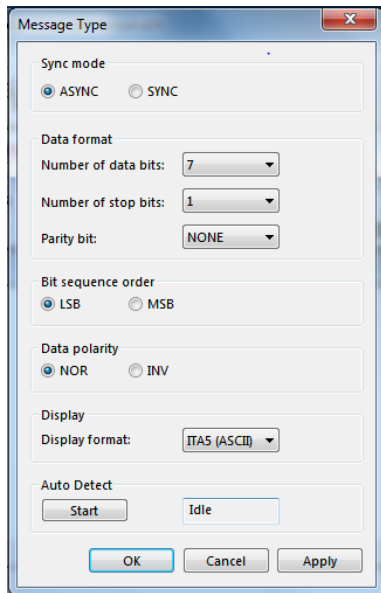 Message Type
Sync mode
ASYNC SYNC
Data format
Number of data bits: 7
Number of stop bits: 1
Parity bit: NONE
Bit sequence order
LSB MSB
Data polarity
NOR INV
Display
Display format: ITA5 (ASCII)
Auto Detect
Start Idle
OK Cancel Apply